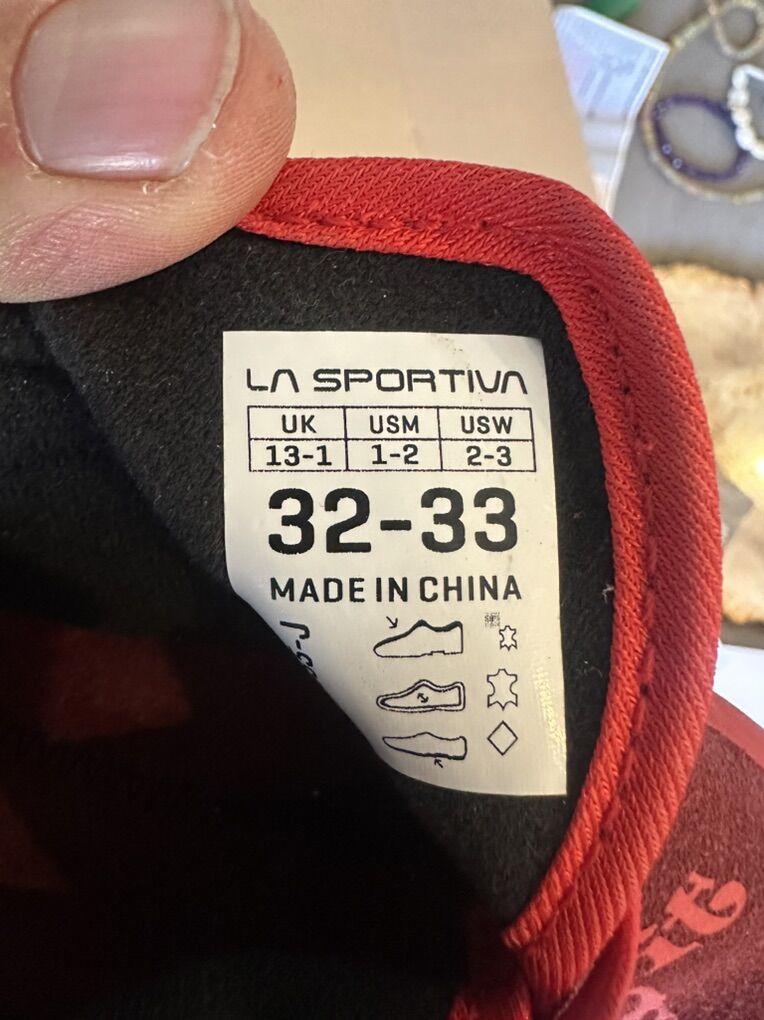 LA SPORTIVA
UK USM USW
13-1 1-2 2-3
32-33
MADE IN CHINA